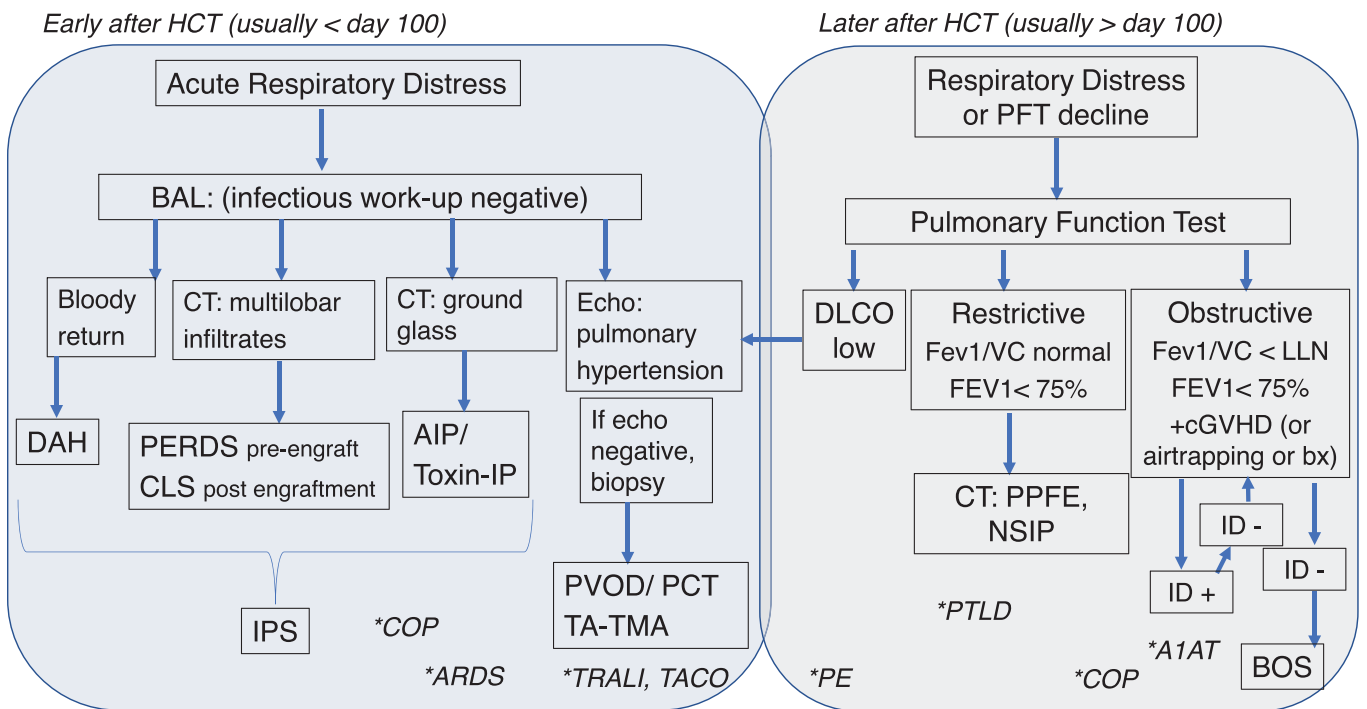 Early after HCT (usually < day 100)
Acute Respiratory Distress
BAL: (infectious work-up negative)
Bloody
return
CT: multilobar
infiltrates
CT: ground
glass
Echo:
pulmonary
hypertension
DAH
PERDS pre-engraft
CLS post engraftment
AIP/
Toxin-IP
If echo
negative,
biopsy
PVOD/ PCT
TA-TMA
IPS
*COP
*ARDS
*TRALI, TACO
Later after HCT (usually > day 100)
Respiratory Distress
or PFT decline
Pulmonary Function Test
DLCO
low
Restrictive
Fev1/VC normal
FEV1< 75%
Obstructive
Fev1/VC < LLN
FEV1< 75%
+cGVHD (or
airtrapping or bx)
CT: PPFE,
NSIP
ID -
ID -
ID +
BOS
*PTLD
*A1AT
*COP
*PE